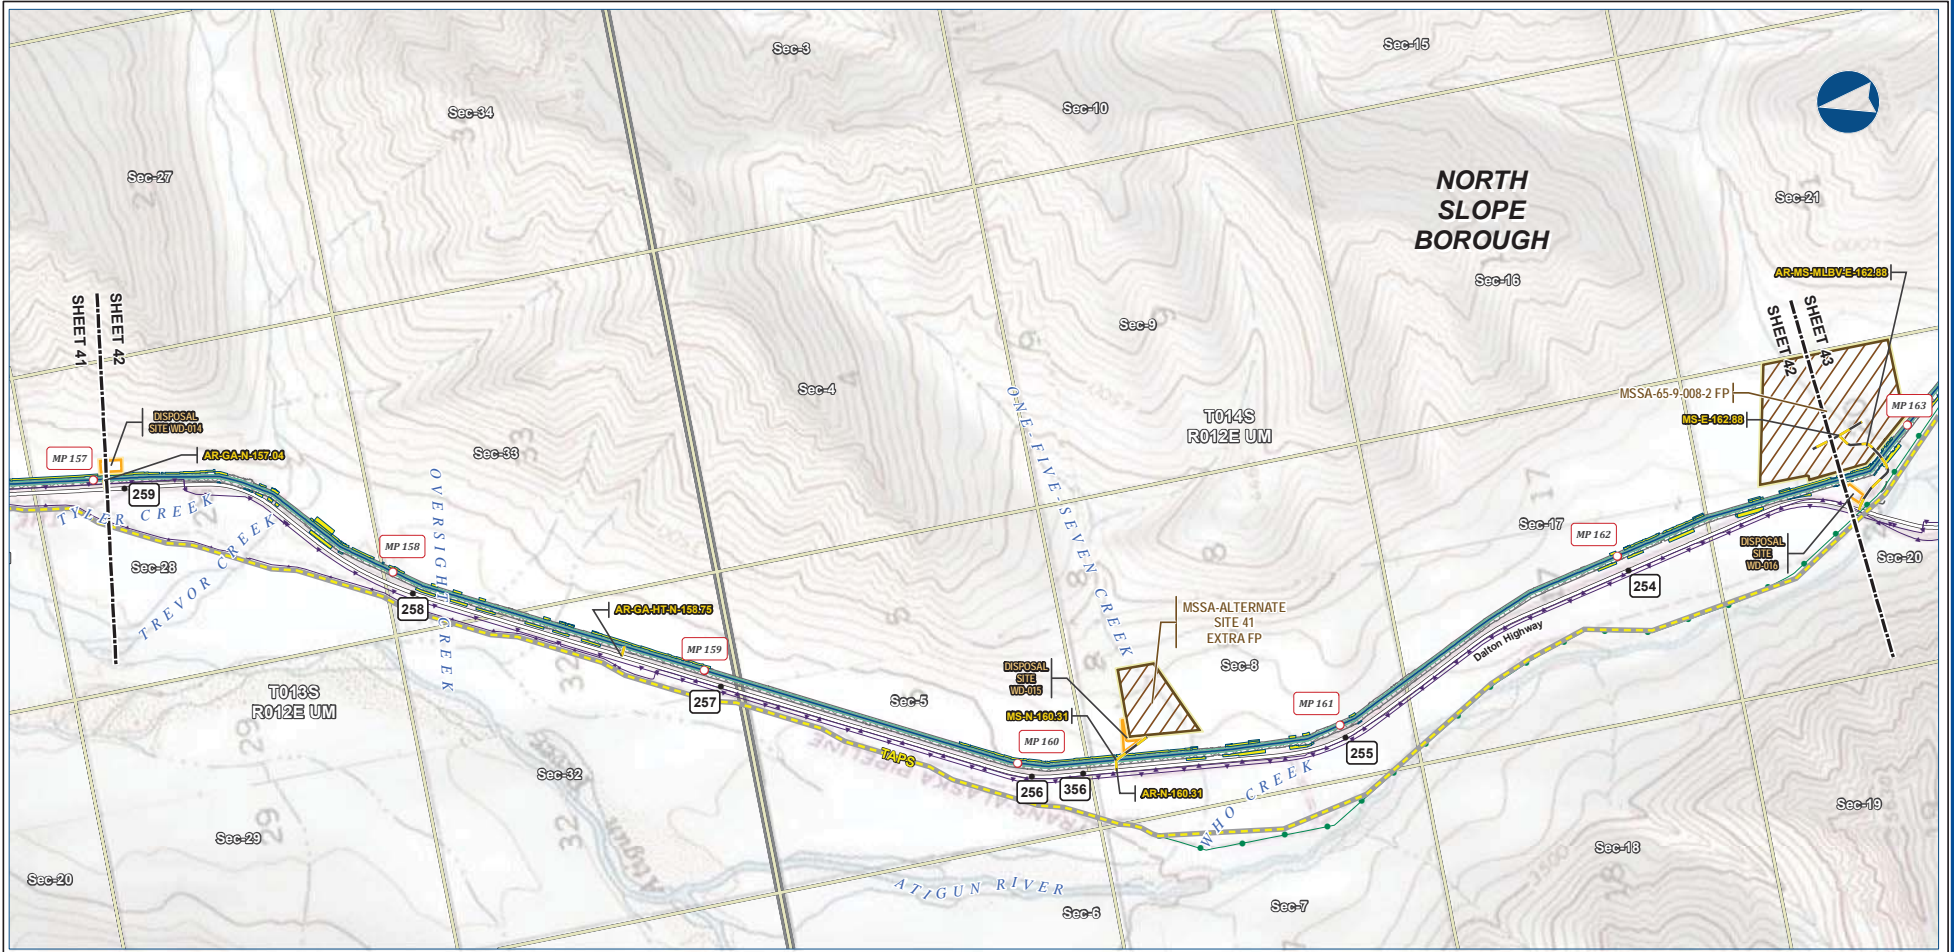 Sec-3
Sec-15
Sec-34
Sec-10
Sec-27
NORTH
SLOPE
BOROUGH
Sec-21
Sec-16
AR-MS-MLBV-E-162.88
SHEET 41
SHEET 42
Sec-9
SHEET 43
SHEET 42
Sec-4
MSSA-65-9-008-2 FP
MS-E-162.88
MP 163
DISPOSAL
SITE WD-014
T014S
R012E UM
MP 157
AR-GA-N-157.04
Sec-33
259
TYLER CREEK
TREVOR CREEK
OVERSIGHT CREEK
ONE-FIVE-SEVEN CREEK
17
Sec-17
MP 162
MP 158
Sec-28
DISPOSAL
SITE
WD-016
Sec-20
254
258
AR-GA-HT-N-158.75
MSSA-ALTERNATE
SITE 41
EXTRA FP
Dalton Highway
MP 159
32
DISPOSAL
SITE
WD-015
Sec-8
T013S
R012E UM
257
Sec-5
MS-N-160.31
MP 161
MP 160
255
TAPS
29
Sec-32
256
356
AR-N-160.31
WHO CREEK
Sec-19
Sec-29
29
32
Atigun
Sec-18
Sec-20
ATIGUN RIVER
Sec-6
Sec-7